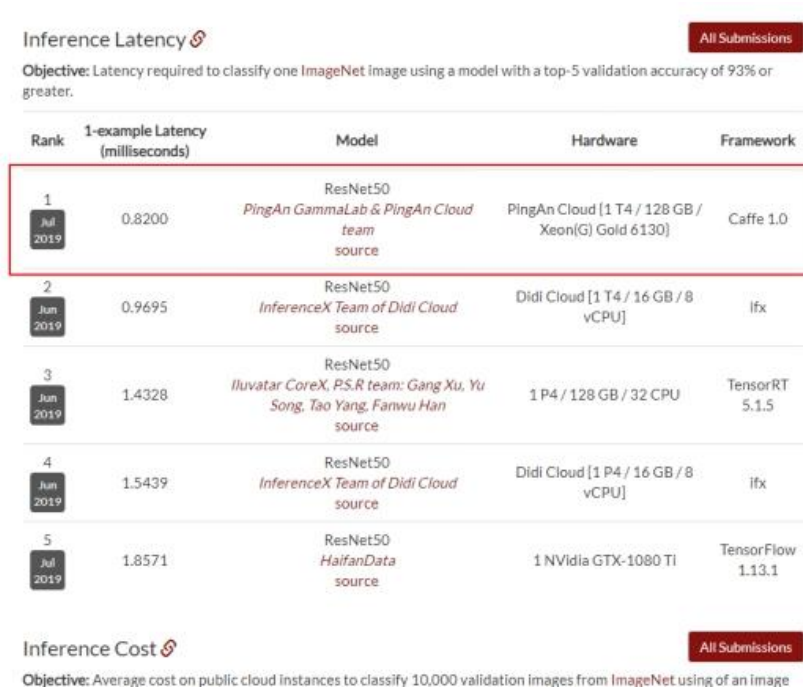 Inference Latency
All Submissions
Objective: Latency required to classify one ImageNet image using a model with a top-5 validation accuracy of 93% or
greater.
Rank
1-example Latency
(milliseconds)
Model
Hardware
Framework
1
Jul
2019
0.8200
ResNet50
PingAn GammaLab & PingAn Cloud
team
source
PingAn Cloud [1 T4 / 128 GB /
Xeon(G) Gold 6130]
Caffe 1.0
2
Jun
2019
0.9695
ResNet50
InferenceX Team of Didi Cloud
source
Didi Cloud [1 T4 / 16 GB / 8
vCPU]
ifx
3
Jun
2019
1.4328
ResNet50
Iluvatar CoreX, P.S.R team: Gang Xu, Yu
Song, Tao Yang, Fanwu Han
source
1 P4 / 128 GB / 32 CPU
TensorRT
5.1.5
4
Jun
2019
1.5439
ResNet50
InferenceX Team of Didi Cloud
source
Didi Cloud [1 P4 / 16 GB / 8
vCPU]
ifx
5
Jul
2019
1.8571
ResNet50
HaifanData
source
1 NVidia GTX-1080 Ti
TensorFlow
1.13.1
Inference Cost
All Submissions
Objective: Average cost on public cloud instances to classify 10,000 validation images from ImageNet using of an image